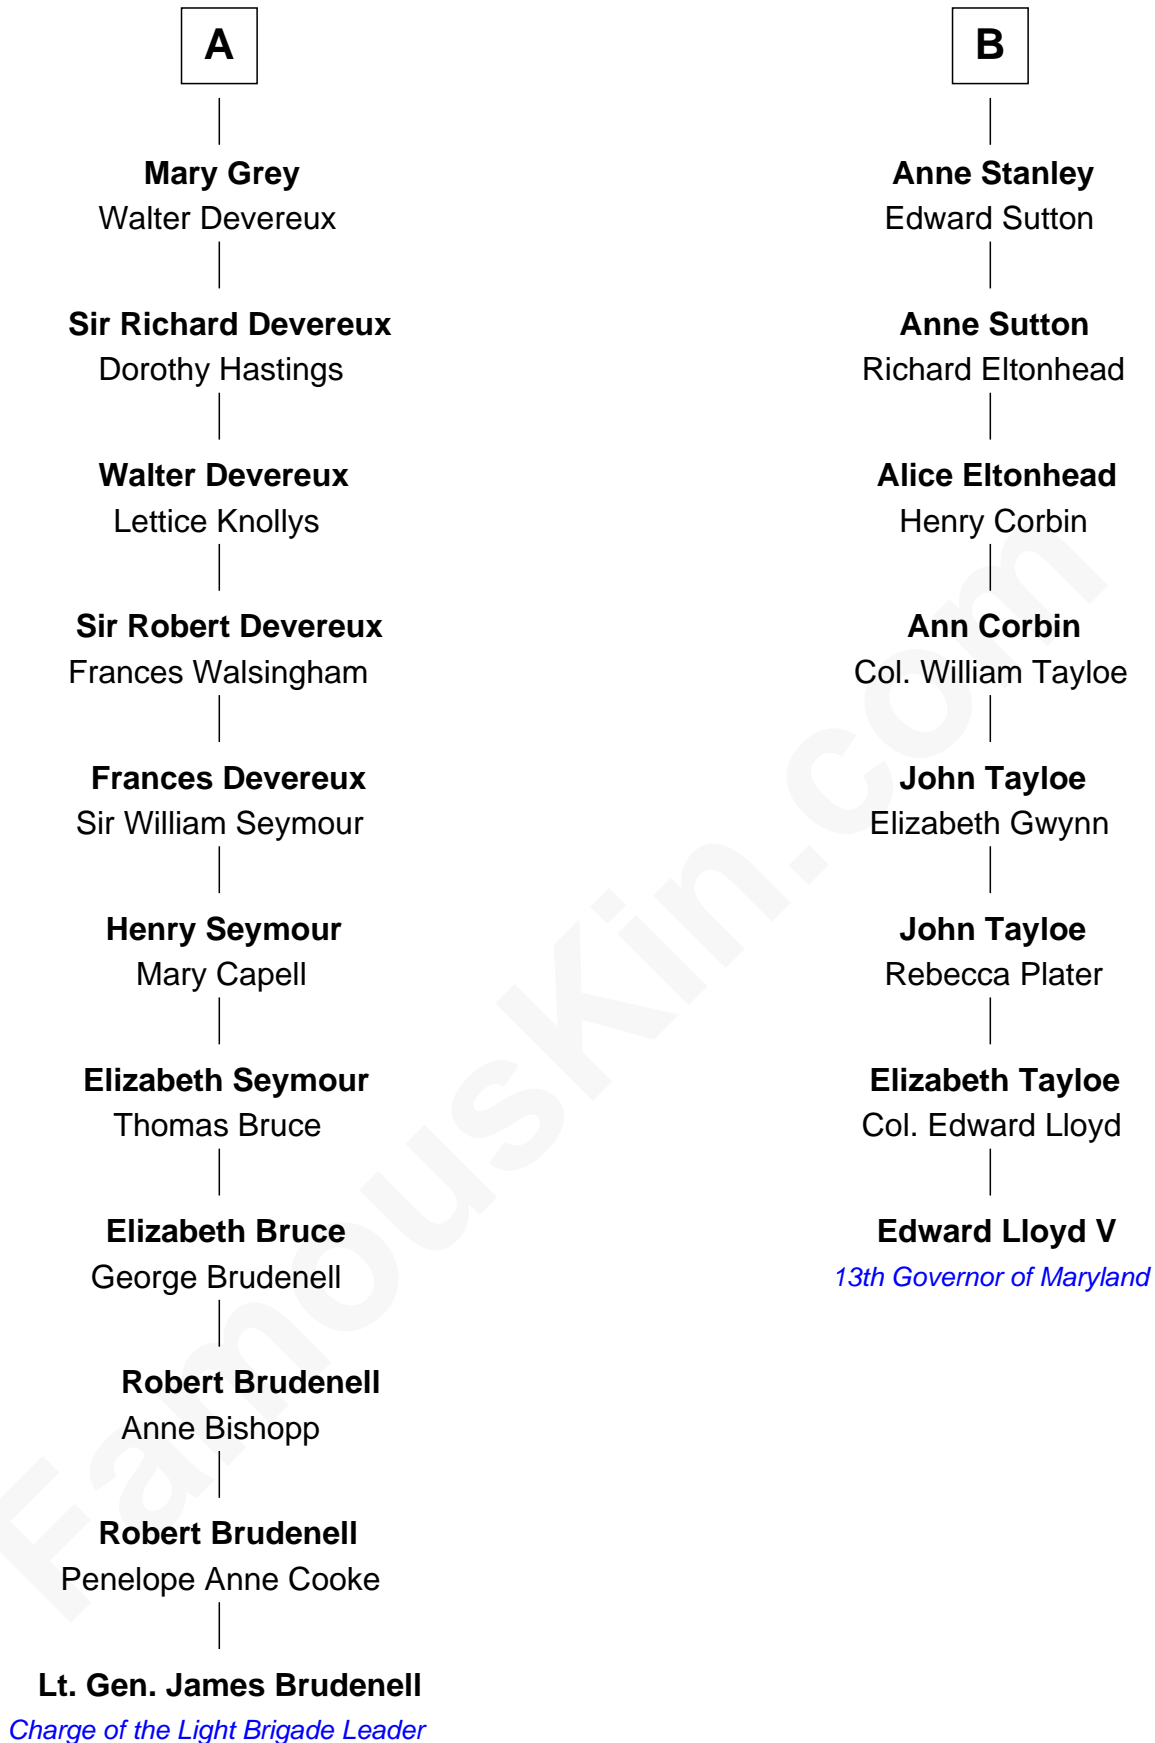 A
Mary Grey
Walter Devereux
Sir Richard Devereux
Dorothy Hastings
Walter Devereux
Lettice Knollys
Sir Robert Devereux
Frances Walsingham
Frances Devereux
Sir William Seymour
Henry Seymour
Mary Capell
Elizabeth Seymour
Thomas Bruce
Elizabeth Bruce
George Brudenell
Robert Brudenell
Anne Bishopp
Robert Brudenell
Penelope Anne Cooke
Lt. Gen. James Brudenell
Charge of the Light Brigade Leader
B
Anne Stanley
Edward Sutton
Anne Sutton
Richard Eltonhead
Alice Eltonhead
Henry Corbin
Ann Corbin
Col. William Tayloe
John Tayloe
Elizabeth Gwynn
John Tayloe
Rebecca Plater
Elizabeth Tayloe
Col. Edward Lloyd
Edward Lloyd V
13th Governor of Maryland
FamousKin.com